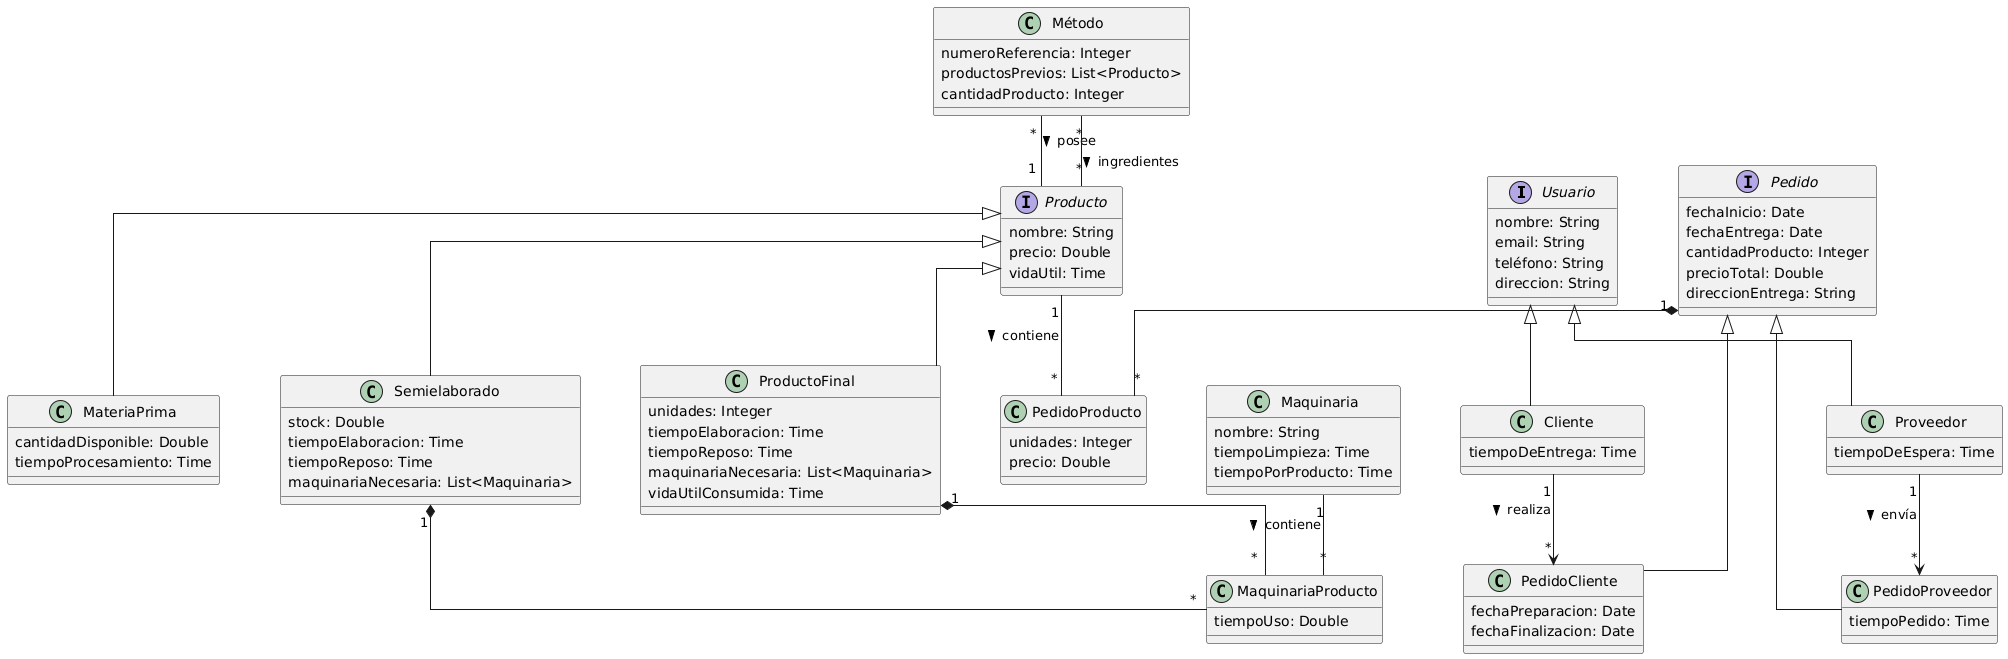 C Método
numeroReferencia: Integer
productosPrevios: List<Producto>
cantidadProducto: Integer
* *
posee
ingredientes
1 *
I Producto
nombre: String
precio: Double
vidaUtil: Time
I Usuario
nombre: String
email: String
teléfono: String
direccion: String
I Pedido
fechaInicio: Date
fechaEntrega: Date
cantidadProducto: Integer
precioTotal: Double
direccionEntrega: String
1
1
contiene
*
*
C MateriaPrima
cantidadDisponible: Double
tiempoProcesamiento: Time
C Semielaborado
stock: Double
tiempoElaboracion: Time
tiempoReposo: Time
maquinariaNecesaria: List<Maquinaria>
C ProductoFinal
unidades: Integer
tiempoElaboracion: Time
tiempoReposo: Time
maquinariaNecesaria: List<Maquinaria>
vidaUtilConsumida: Time
C PedidoProducto
unidades: Integer
precio: Double
C Maquinaria
nombre: String
tiempoLimpieza: Time
tiempoPorProducto: Time
C Cliente
tiempoDeEntrega: Time
C Proveedor
tiempoDeEspera: Time
1
1
1
contiene
*
*
*
1
realiza
*
1
envía
*
C MaquinariaProducto
tiempoUso: Double
C PedidoCliente
fechaPreparacion: Date
fechaFinalizacion: Date
C PedidoProveedor
tiempoPedido: Time